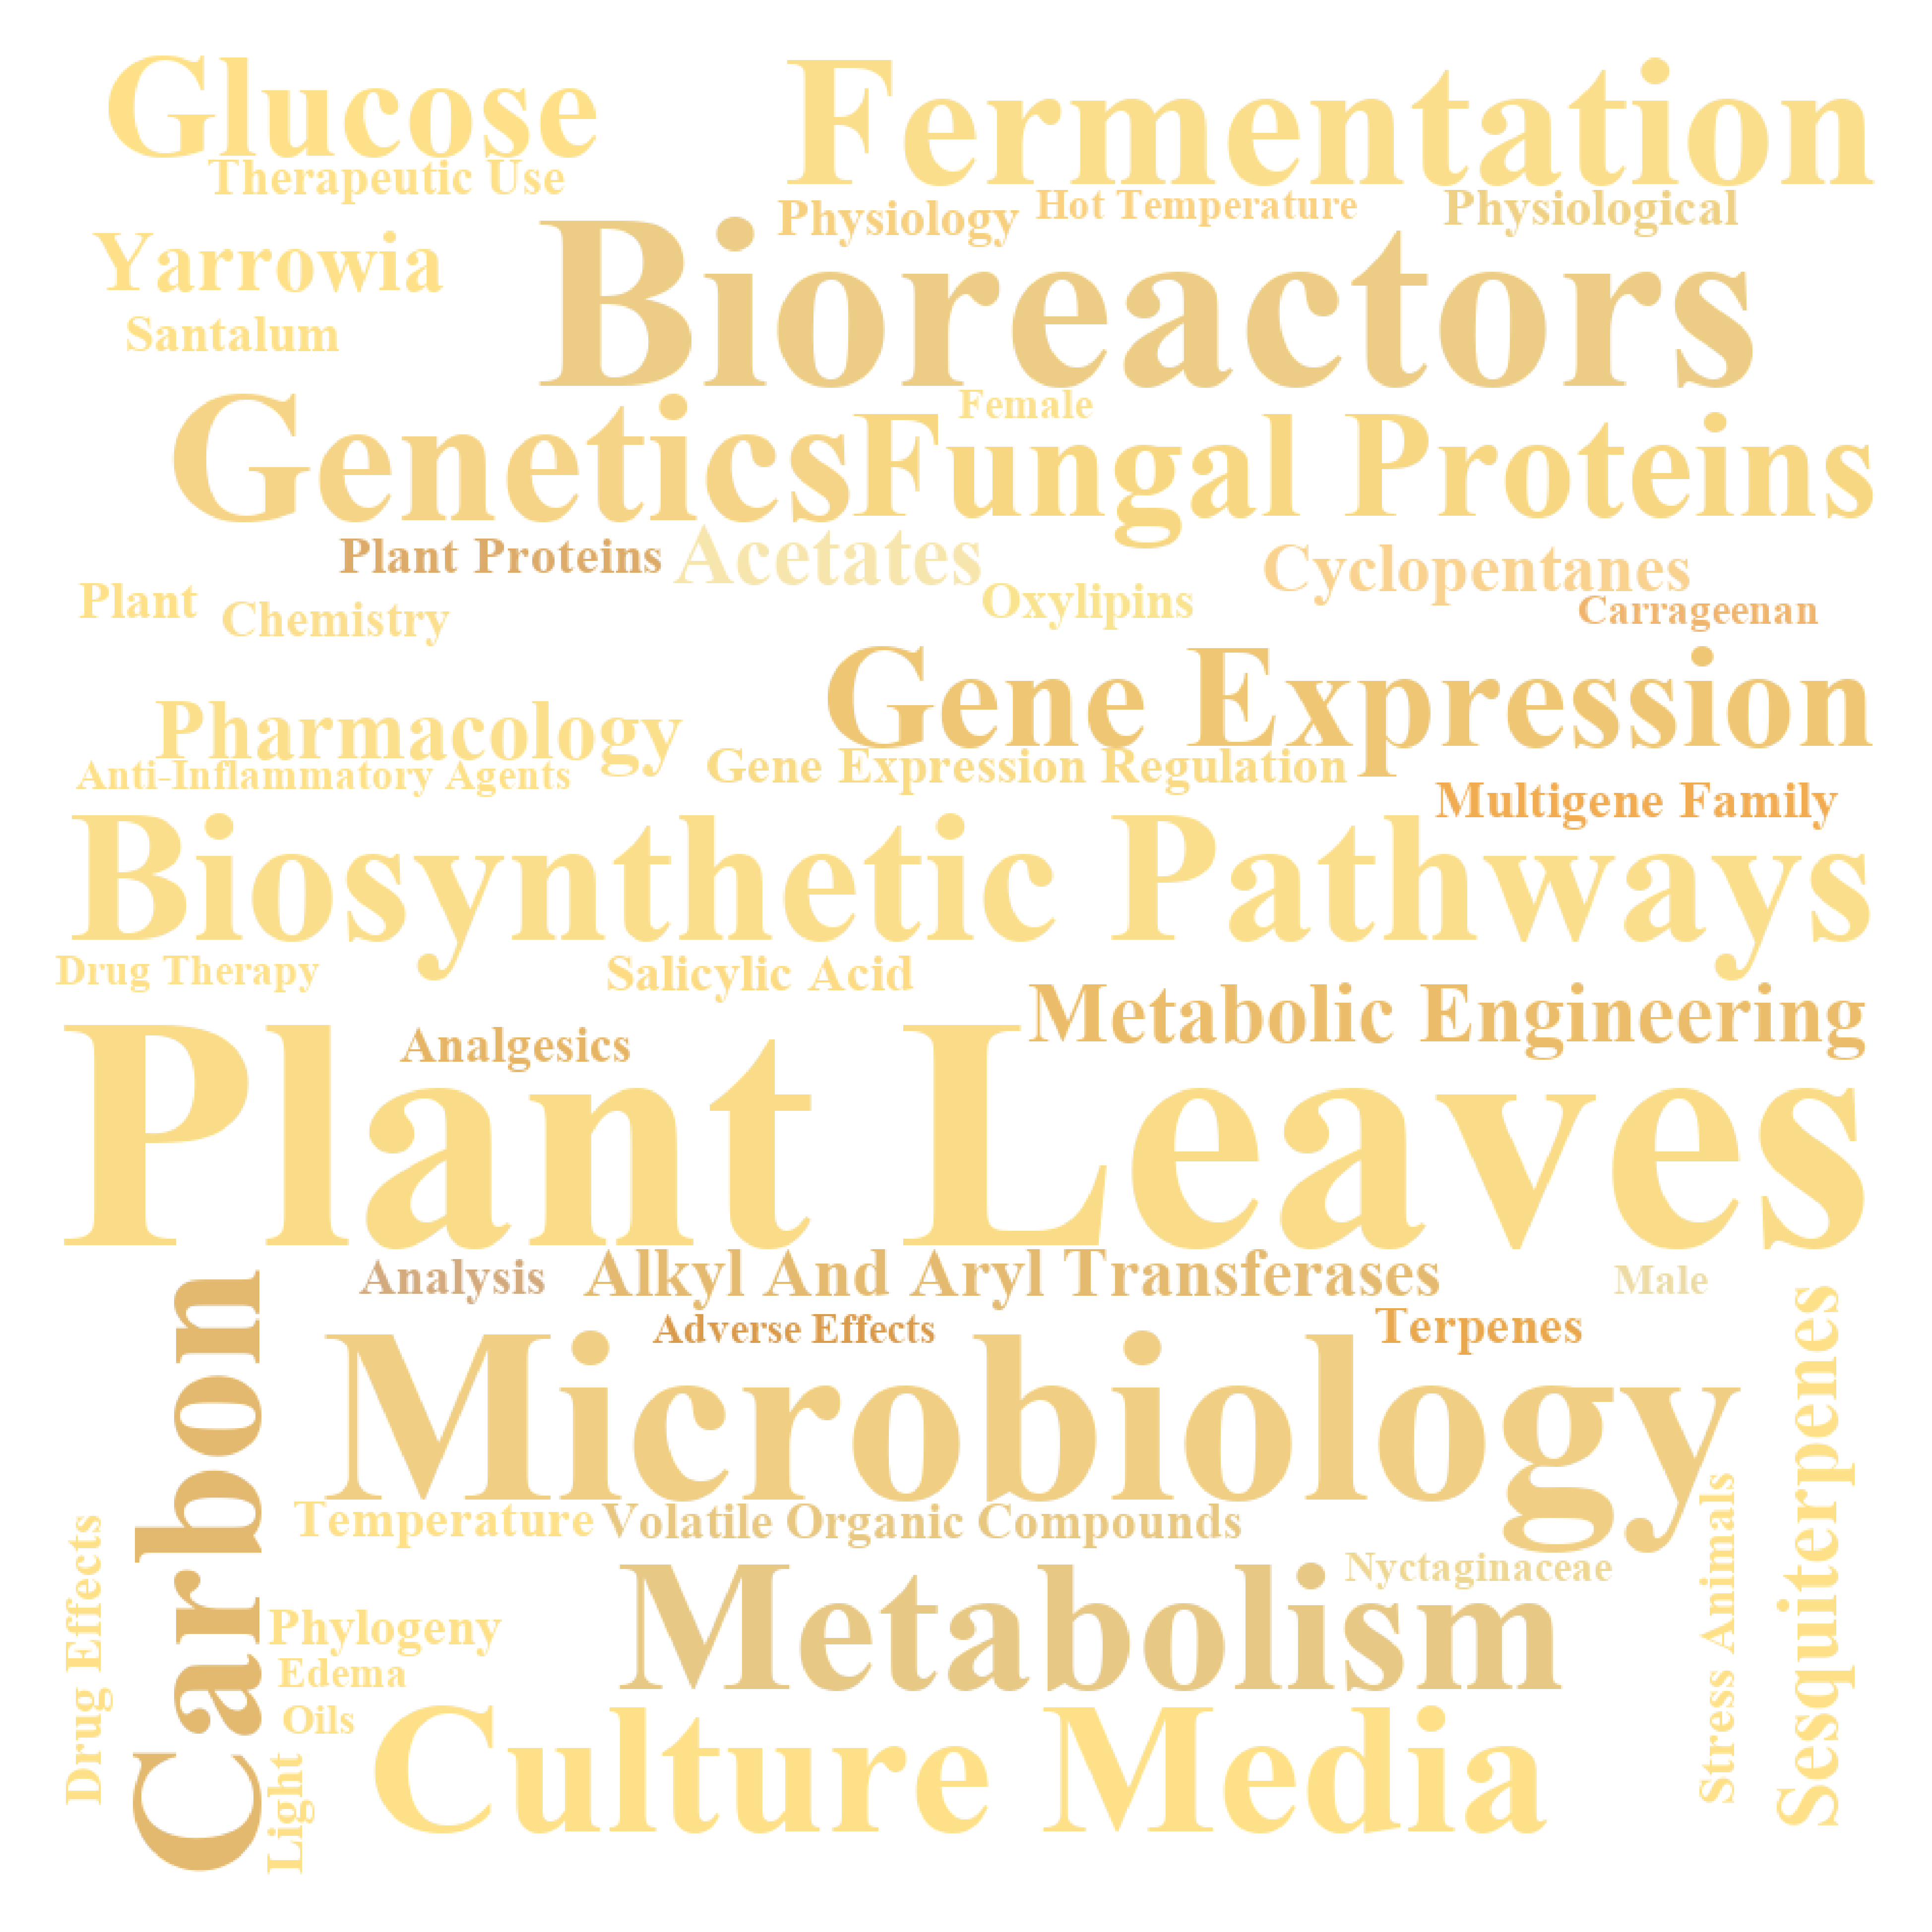 Glucose
Fermentation
Therapeutic Use
Physiology
Hot Temperature
Physiological
Yarrowia
Bioreactors
Santalum
Female
Genetics
Fungal Proteins
Plant Proteins
Acetates
Cyclopentanes
Plant
Chemistry
Oxylipins
Carrageenan
Gene Expression
Pharmacology
Anti-Inflammatory Agents
Gene Expression Regulation
Multigene Family
Biosynthetic Pathways
Drug Therapy
Salicylic Acid
Metabolic Engineering
Analgesics
Plant Leaves
Analysis
Alkyl And Aryl Transferases
Male
Adverse Effects
Terpenes
Carbon
Microbiology
Sesquiterpenes
Temperature
Volatile Organic Compounds
Stress Animals
Drug Effects
Nyctaginaceae
Metabolism
Phylogeny
Edema
Oils
Light
Culture Media